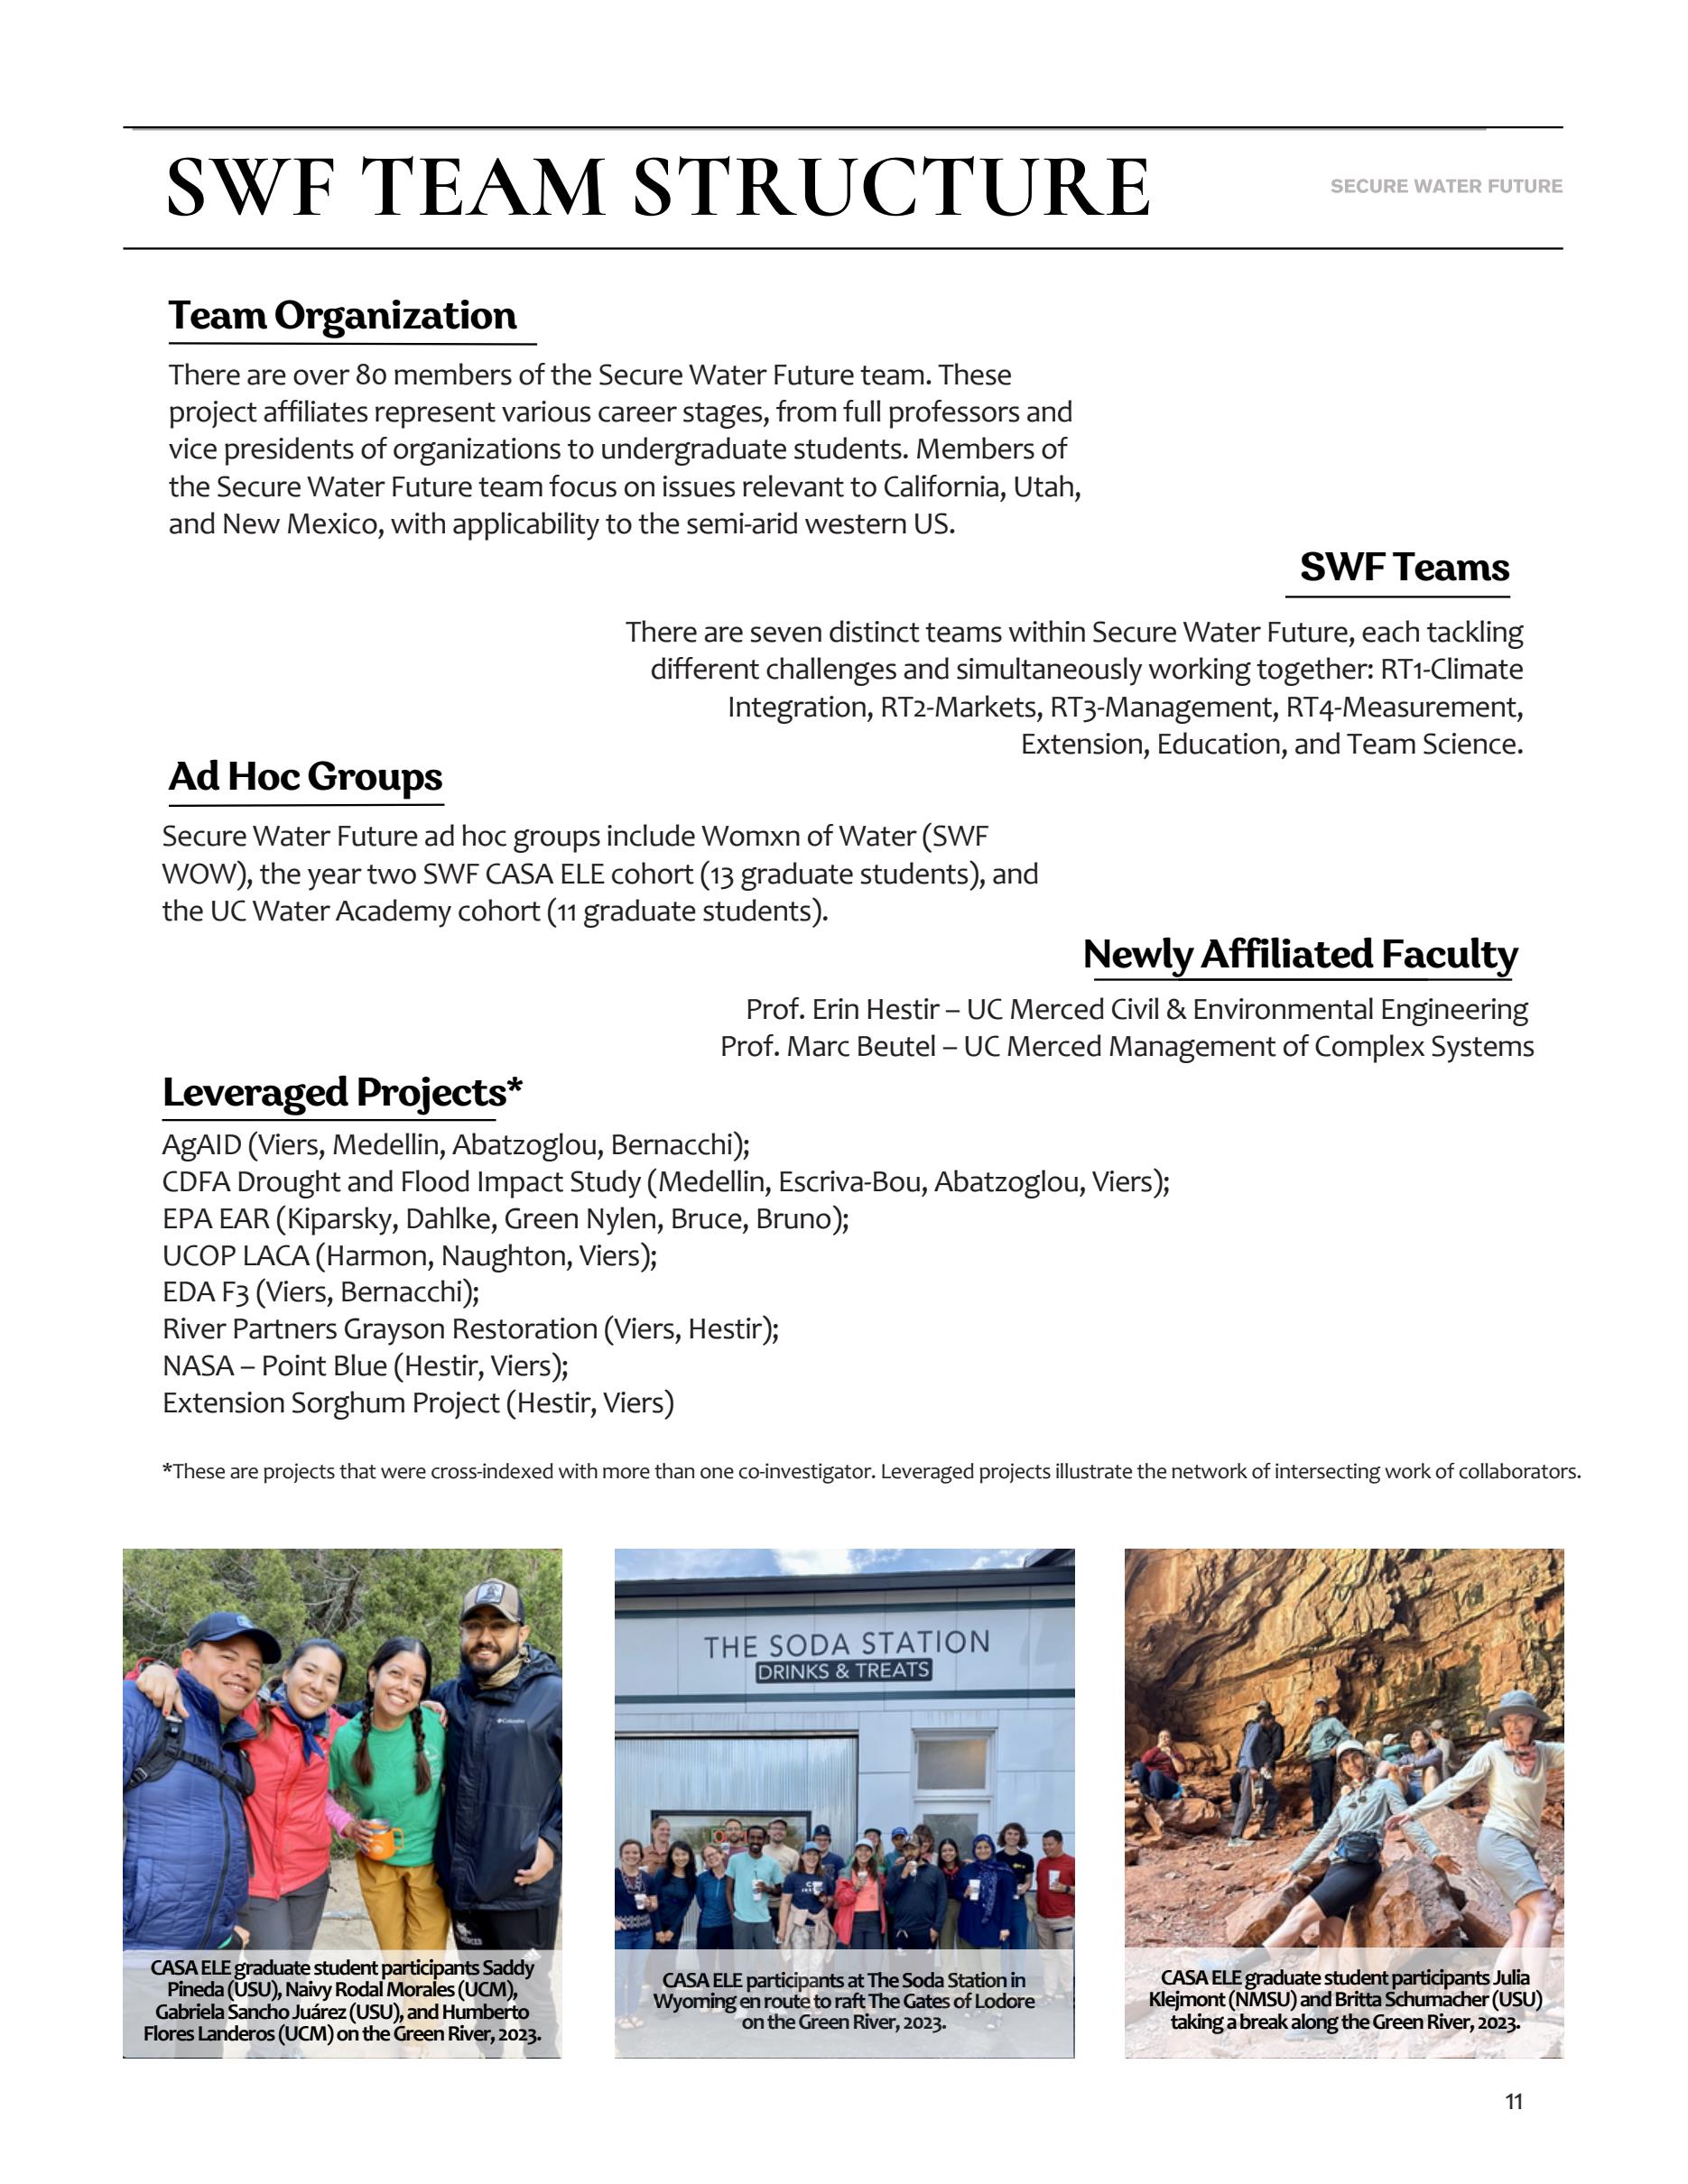 SWF TEAM STRUCTURE
SECURE WATER FUTURE
Team Organization
There are over 80 members of the Secure Water Future team. These
project affiliates represent various career stages, from full professors and
vice presidents of organizations to undergraduate students. Members of
the Secure Water Future team focus on issues relevant to California, Utah,
and New Mexico, with applicability to the semi-arid western US.
SWF Teams
There are seven distinct teams within Secure Water Future, each tackling
different challenges and simultaneously working together: RT1-Climate
Integration, RT2-Markets, RT3-Management, RT4-Measurement,
Extension, Education, and Team Science.
Ad Hoc Groups
Secure Water Future ad hoc groups include Womxn of Water (SWF
WOW), the year two SWF CASA ELE cohort (13 graduate students), and
the UC Water Academy cohort (11 graduate students).
Newly Affiliated Faculty
Prof. Erin Hestir – UC Merced Civil & Environmental Engineering
Prof. Marc Beutel – UC Merced Management of Complex Systems
Leveraged Projects*
AgAID (Viers, Medellin, Abatzoglou, Bernacchi);
CDFA Drought and Flood Impact Study (Medellin, Escriva-Bou, Abatzoglou, Viers);
EPA EAR (Kiparsky, Dahlke, Green Nylen, Bruce, Bruno);
UCOP LACA (Harmon, Naughton, Viers);
EDA F3 (Viers, Bernacchi);
River Partners Grayson Restoration (Viers, Hestir);
NASA – Point Blue (Hestir, Viers);
Extension Sorghum Project (Hestir, Viers)
*These are projects that were cross-indexed with more than one co-investigator. Leveraged projects illustrate the network of intersecting work of collaborators.
Columbia
CASA ELE graduate student participants Saddy
Pineda (USU), Naivy Rodal Morales (UCM),
Gabriela Sancho Juárez (USU), and Humberto
Flores Landeros (UCM) on the Green River, 2023.
THE SODA STATION
DRINKS & TREATS
CASA ELE participants at The Soda Station in
Wyoming en route to raft The Gates of Lodore
on the Green River, 2023.
CASA ELE graduate student participants Julia
Klejmont (NMSU) and Britta Schumacher (USU)
taking a break along the Green River, 2023.
11